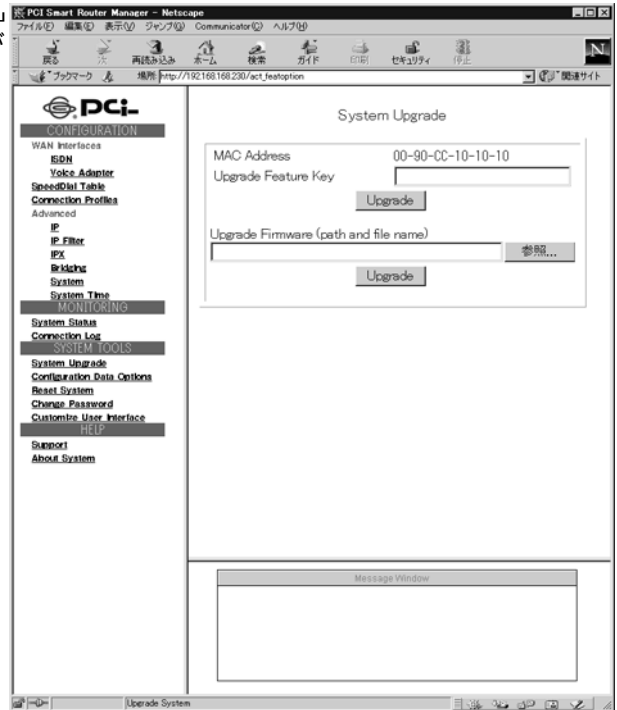 」
が
PCI Smart Router Manager - Netscape
ファイル(F) 編集(E) 表示(V) ジャンプ(G) Communicator(C) ヘルプ(H)
戻る 次 再読み込み ホーム 検索 ガイド 印刷 セキュリティ 停止
N
ブックマーク 場所: http://192.168.168.230/act_featoption 関連サイト
PCi-
CONFIGURATION
WAN Interfaces
ISDN
Voice Adapter
SpeedDial Table
Connection Profiles
Advanced
IP
IP Filter
IPX
Bridging
System
System Time
MONITORING
System Status
Connection Log
SYSTEM TOOLS
System Upgrade
Configuration Data Options
Reset System
Change Password
Customize User Interface
HELP
Support
About System
System Upgrade
MAC Address 00-90-CC-10-10-10
Upgrade Feature Key
Upgrade
Upgrade Firmware (path and file name)
参照...
Upgrade
Message Window
Upgrade System